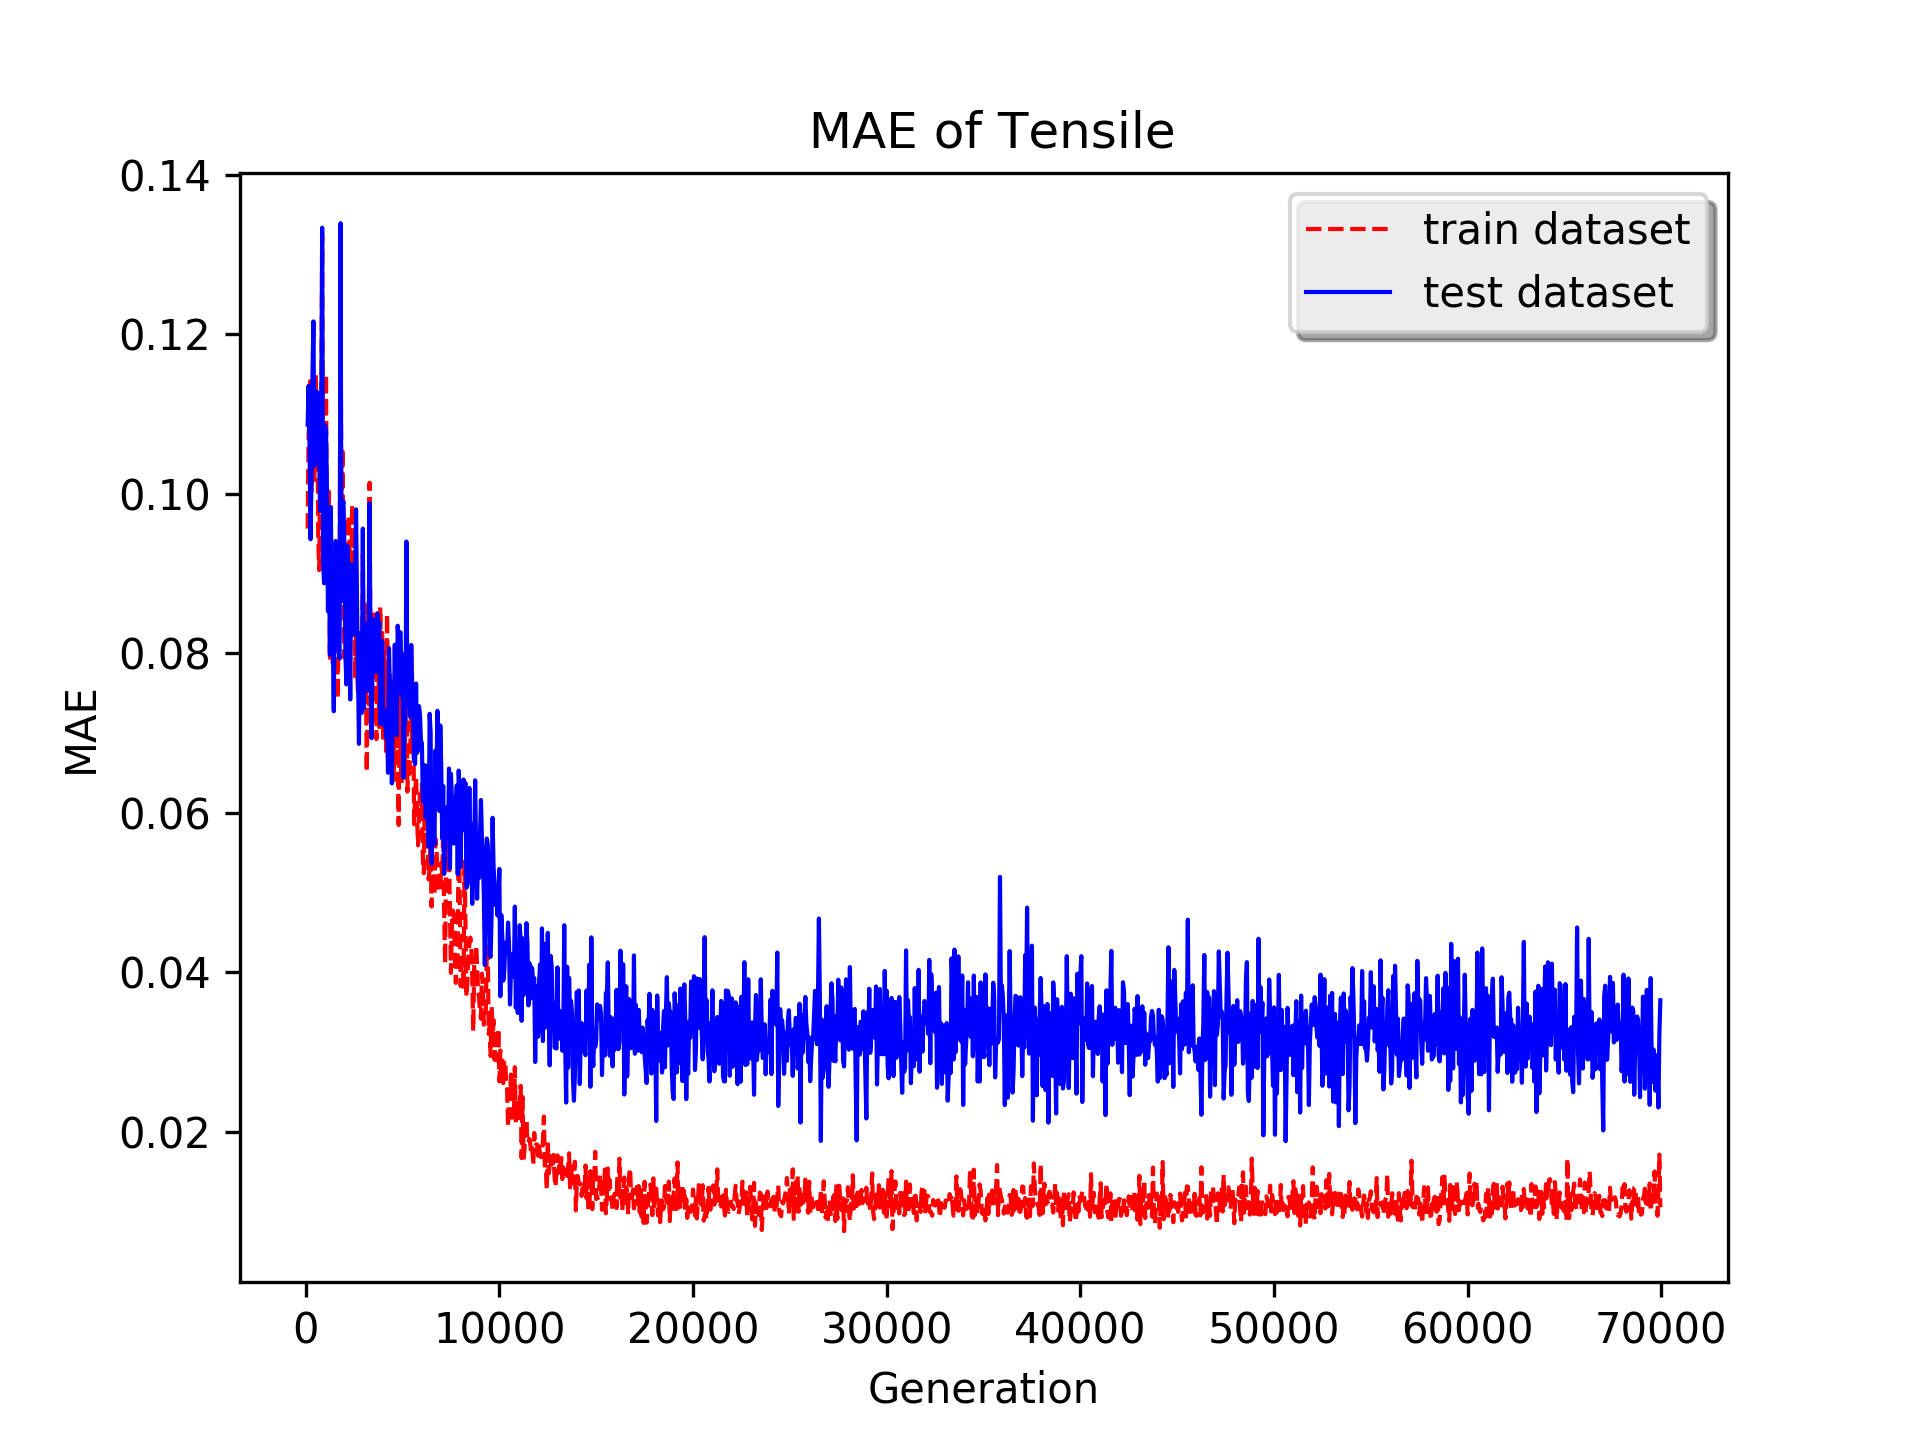 MAE of Tensile
train dataset
test dataset
0.14
0.12
0.10
0.08
0.06
0.04
0.02
MAE
0 10000 20000 30000 40000 50000 60000 70000
Generation